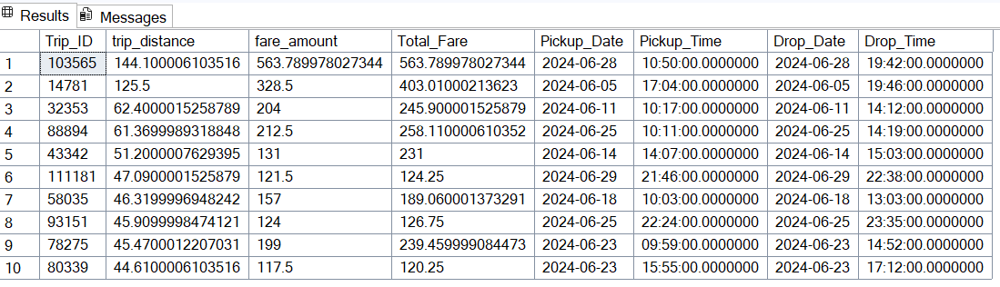 Results Messages
Trip_ID trip_distance fare_amount Total_Fare Pickup_Date Pickup_Time Drop_Date Drop_Time
1 103565 144.100006103516 563.789978027344 563.789978027344 2024-06-28 10:50:00.0000000 2024-06-28 19:42:00.0000000
2 14781 125.5 328.5 403.01000213623 2024-06-05 17:04:00.0000000 2024-06-05 19:46:00.0000000
3 32353 62.4000015258789 204 245.900001525879 2024-06-11 10:17:00.0000000 2024-06-11 14:12:00.0000000
4 88894 61.3699989318848 212.5 258.110000610352 2024-06-25 10:11:00.0000000 2024-06-25 14:19:00.0000000
5 43342 51.2000007629395 131 231 2024-06-14 14:07:00.0000000 2024-06-14 15:03:00.0000000
6 111181 47.0900001525879 121.5 124.25 2024-06-29 21:46:00.0000000 2024-06-29 22:38:00.0000000
7 58035 46.3199996948242 157 189.060001373291 2024-06-18 10:03:00.0000000 2024-06-18 13:03:00.0000000
8 93151 45.9099998474121 124 126.75 2024-06-25 22:24:00.0000000 2024-06-25 23:35:00.0000000
9 78275 45.4700012207031 199 239.459999084473 2024-06-23 09:59:00.0000000 2024-06-23 14:52:00.0000000
10 80339 44.6100006103516 117.5 120.25 2024-06-23 15:55:00.0000000 2024-06-23 17:12:00.0000000